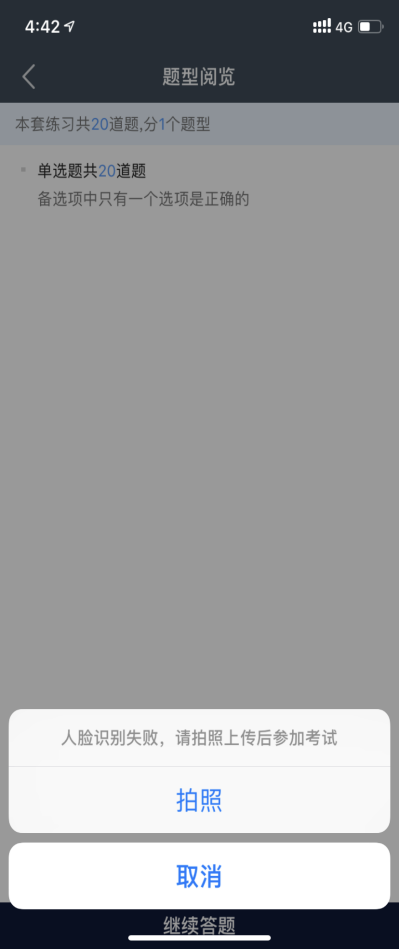 4:42
4G
题型阅览
本套练习共20道题,分1个题型
单选题共20道题
备选项中只有一个选项是正确的
人脸识别失败，请拍照上传后参加考试
拍照
取消
继续答题